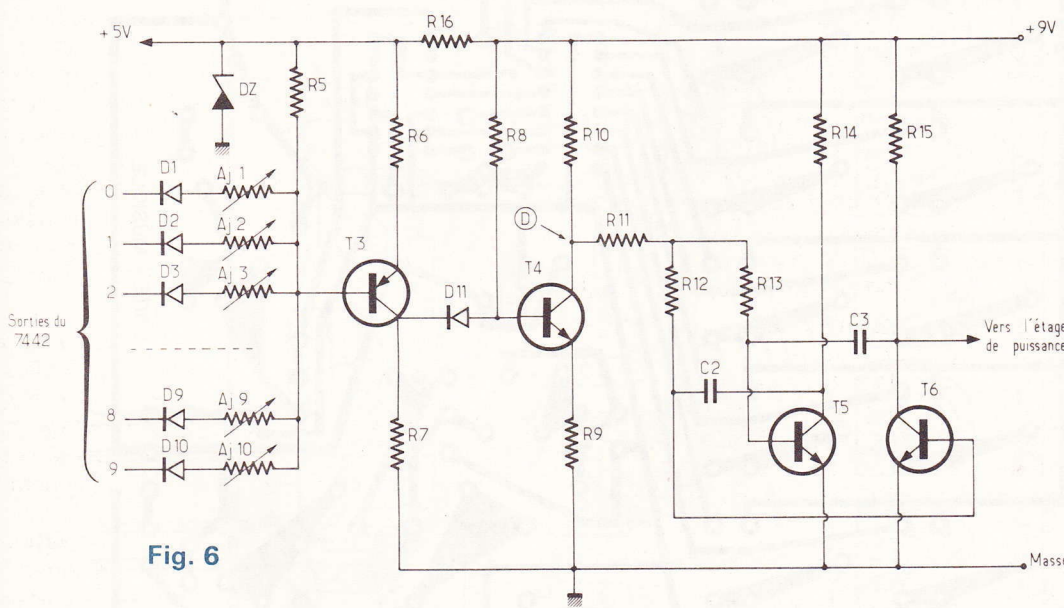 +5V
R16
+9V
DZ
R5
R6
R8
R10
R14
R15
D1
Aj 1
0
D2
Aj 2
1
D3
Aj 3
2
Sorties du
7442
D9
Aj 9
8
D10
Aj 10
9
T3
D11
T4
D
R11
R12
R13
C3
C2
Vers l'étage
de puissance
T5
T6
R7
R9
Masse
Fig. 6